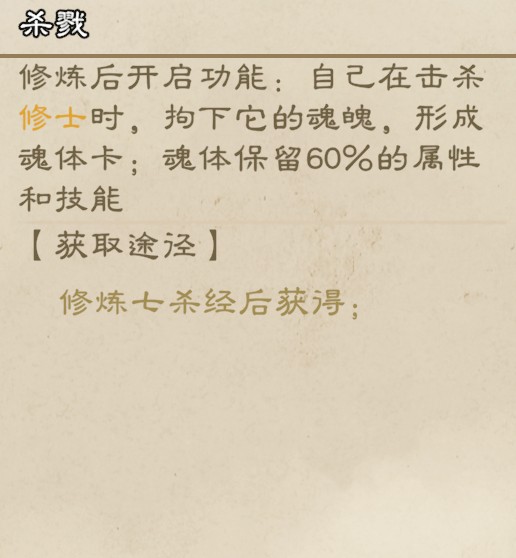 杀戮
修炼后开启功能：自己在击杀
修士时，拘下它的魂魄，形成
魂体卡；魂体保留60%的属性
和技能
【获取途径】
修炼七杀经后获得；